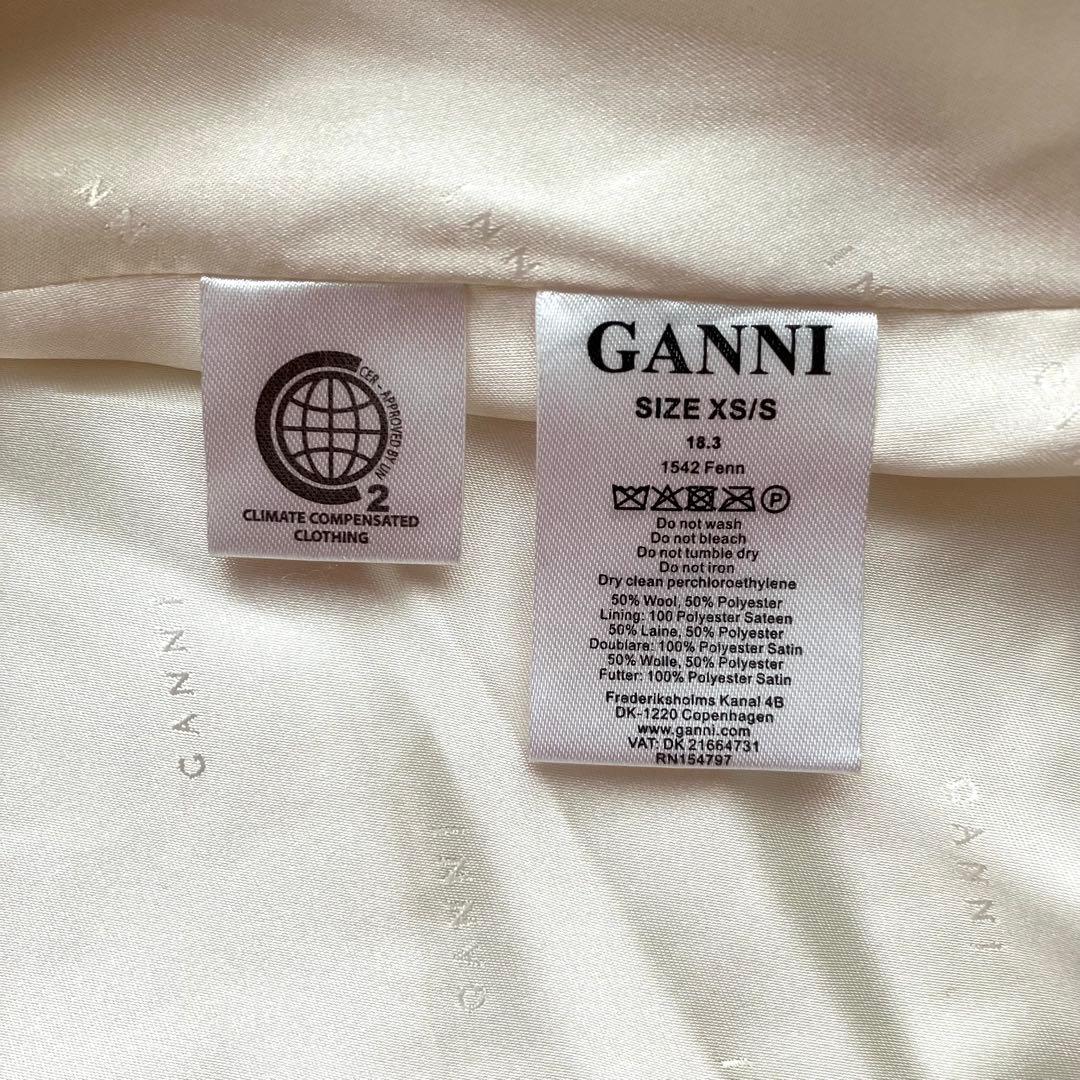 CER - APPROVED BY UN
2
CLIMATE COMPENSATED
CLOTHING
GANNI
SIZE XS/S
18.3
1542 Fenn
P
Do not wash
Do not bleach
Do not tumble dry
Do not iron
Dry clean perchloroethylene
50% Wool, 50% Polyester
Lining: 100 Polyester Sateen
50% Laine, 50% Polyester
Doublare: 100% Polyester Satin
50% Wolle, 50% Polyester
Futter: 100% Polyester Satin
Frederiksholms Kanal 4B
DK-1220 Copenhagen
www.ganni.com
VAT: DK 21664731
RN154797
GANNI
GANNI
GANNI